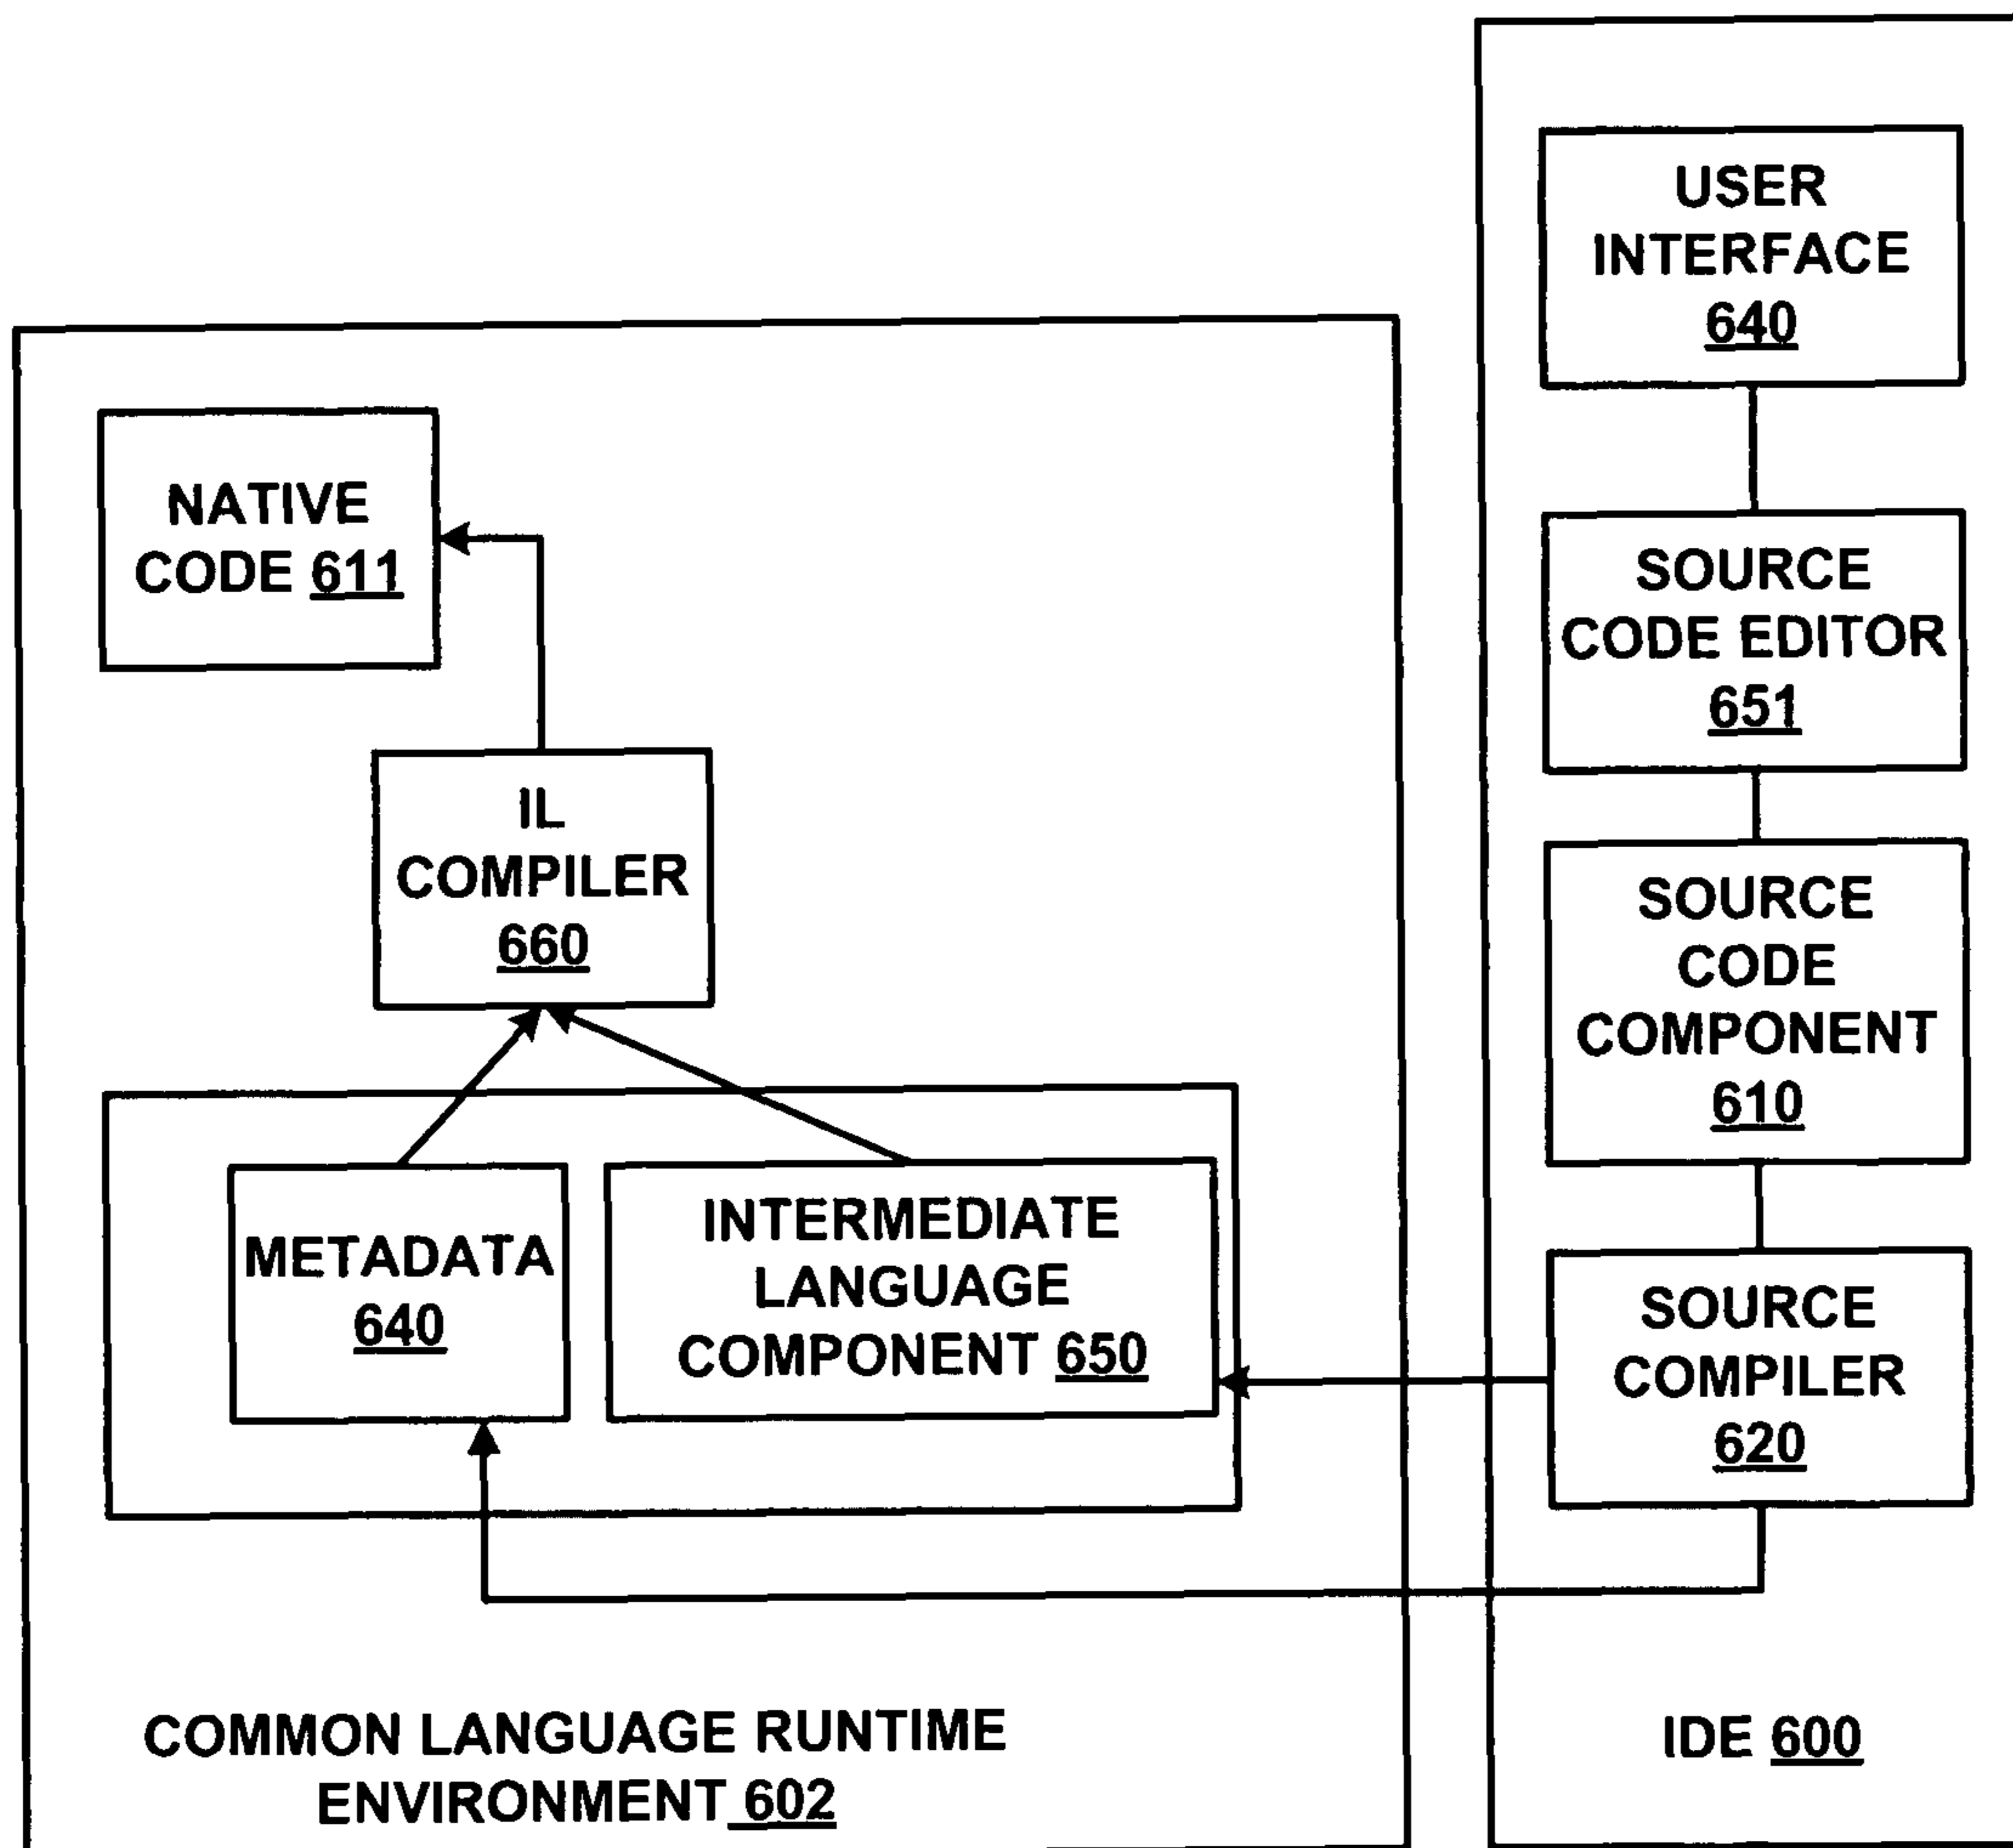 USER
INTERFACE
640
NATIVE
CODE 611
SOURCE
CODE EDITOR
651
IL
COMPILER
660
SOURCE
CODE
COMPONENT
610
METADATA
640
INTERMEDIATE
LANGUAGE
COMPONENT 650
SOURCE
COMPILER
620
COMMON LANGUAGE RUNTIME
ENVIRONMENT 602
IDE 600